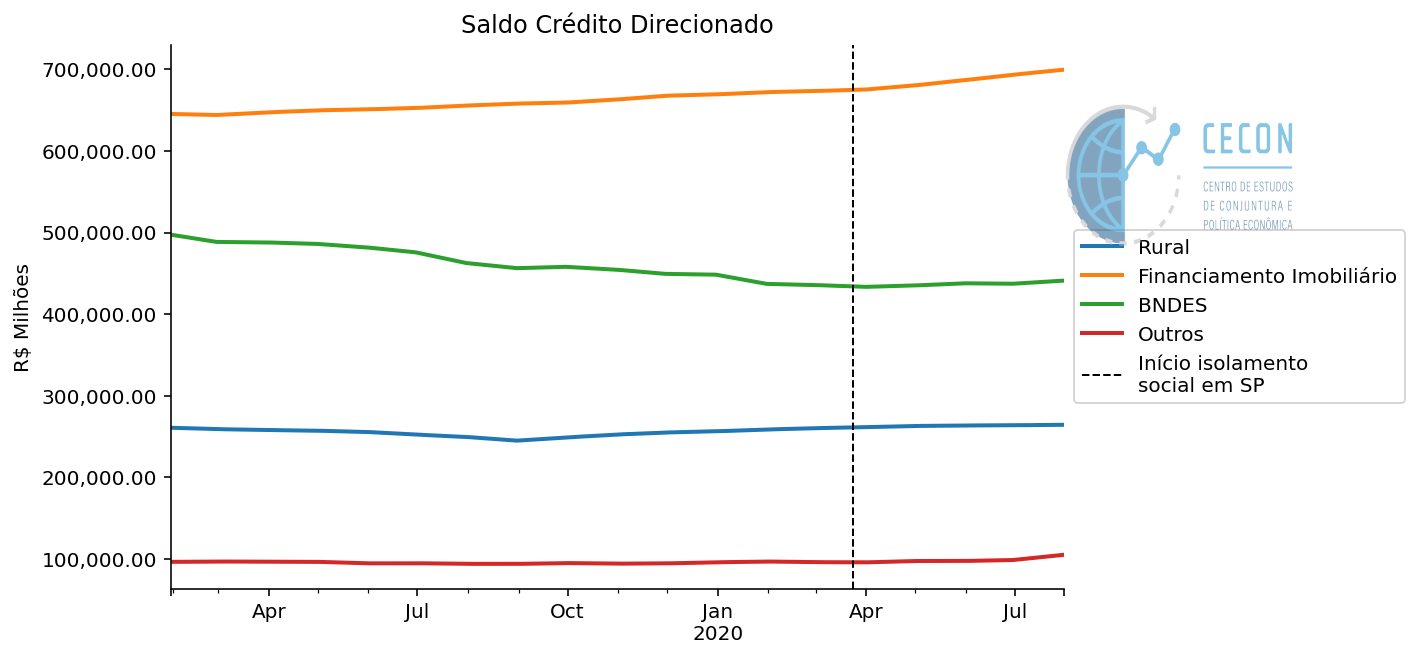 Saldo Crédito Direcionado
R$ Milhões
700,000.00
600,000.00
500,000.00
400,000.00
300,000.00
200,000.00
100,000.00
Apr
Jul
Oct
Jan
2020
Apr
Jul
CECON
CENTRO DE ESTUDOS
DE CONJUNTURA E
POLÍTICA ECONÔMICA
Rural
Financiamento Imobiliário
BNDES
Outros
Início isolamento
social em SP